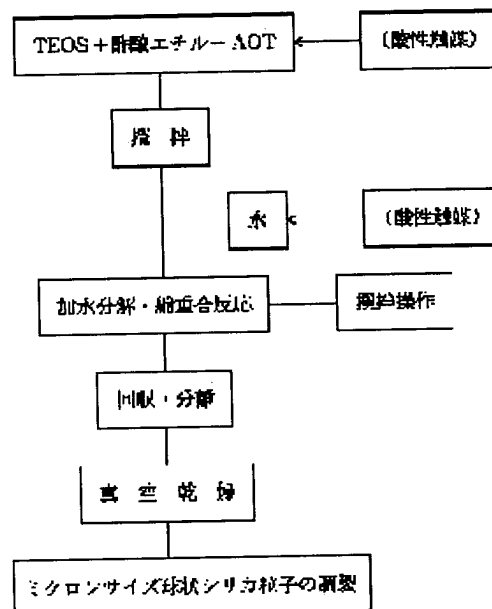 TEOS+酢酸エチル-AOT
(酸性触媒)
攪 拌
水
(酸性触媒)
加水分解・縮重合反応
攪拌操作
回収・分離
真 空 乾 燥
ミクロンサイズ球状シリカ粒子の調製